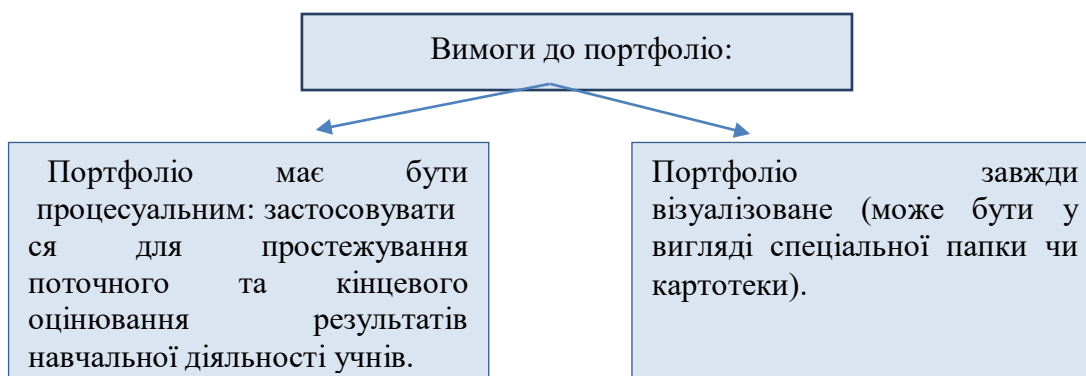 Вимоги до портфоліо:
Портфоліо має бути
процесуальним: застосовувати
ся для простежування
поточного та кінцевого
оцінювання результатів
навчальної діяльності учнів.
Портфоліо завжди
візуалізоване (може бути у
вигляді спеціальної папки чи
картотеки).